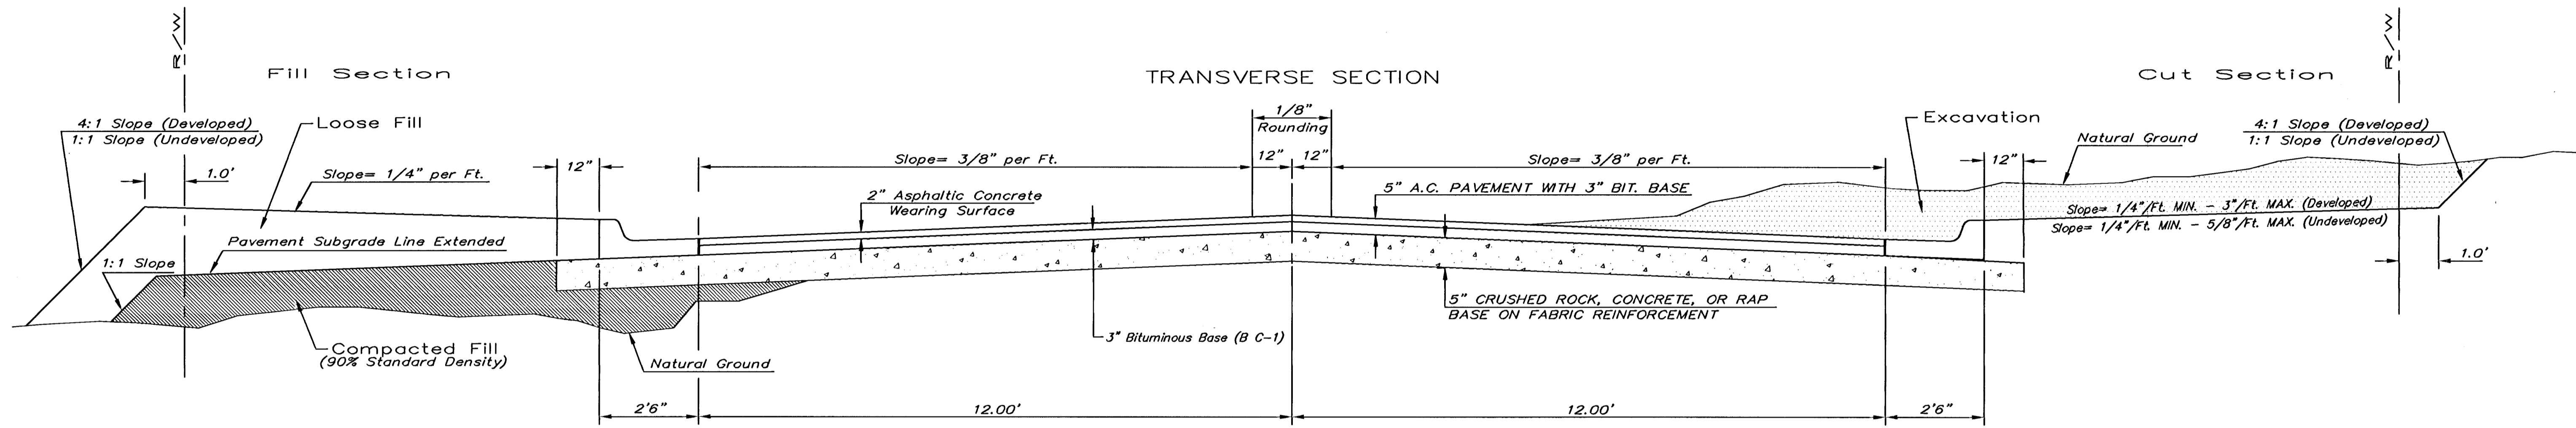 R/W
R/W
Fill Section
TRANSVERSE SECTION
Cut Section
1/8"
Rounding
4:1 Slope (Developed)
1:1 Slope (Undeveloped)
Loose Fill
Excavation
Natural Ground
4:1 Slope (Developed)
1:1 Slope (Undeveloped)
12"
Slope= 3/8" per Ft.
12"
12"
Slope= 3/8" per Ft.
12"
1.0'
Slope= 1/4" per Ft.
2" Asphaltic Concrete
Wearing Surface
5" A.C. PAVEMENT WITH 3" BIT. BASE
Slope= 1/4"/Ft. MIN. - 3"/Ft. MAX. (Developed)
Slope= 1/4"/Ft. MIN. - 5/8"/Ft. MAX. (Undeveloped)
Pavement Subgrade Line Extended
1:1 Slope
1.0'
5" CRUSHED ROCK, CONCRETE, OR RAP
BASE ON FABRIC REINFORCEMENT
3" Bituminous Base (B C-1)
Compacted Fill
(90% Standard Density)
Natural Ground
2'6"
12.00'
12.00'
2'6"